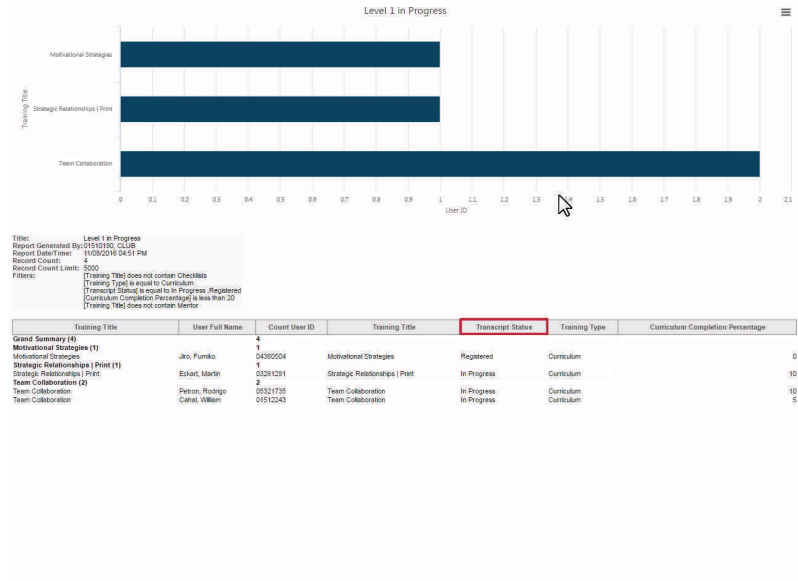 Level 1 in Progress
Training Title
Motivational Strategies
Strategic Relationships | Print
Team Collaboration
0 0.1 0.2 0.3 0.4 0.5 0.6 0.7 0.8 0.9 1 1.1 1.2 1.3 1.4 1.5 1.6 1.7 1.8 1.9 2 2.1
User ID
Title: Level 1 in Progress
Report Generated By: 01510190, CLUB
Report Date/Time: 11/08/2016 04:51 PM
Record Count: 4
Record Count Limit: 5000
Filters: [Training Title] does not contain Checklists
[Training Type] is equal to Curriculum
[Transcript Status] is equal to In Progress ,Registered
[Curriculum Completion Percentage] is less than 20
[Training Title] does not contain Mentor
Training Title User Full Name Count User ID Training Title Transcript Status Training Type Curriculum Completion Percentage
Grand Summary (4) 4
Motivational Strategies (1) 1
Motivational Strategies Jiro, Fumiko 04360504 Motivational Strategies Registered Curriculum 0
Strategic Relationships | Print (1) 1
Strategic Relationships | Print Eckart, Martin 03261291 Strategic Relationships | Print In Progress Curriculum 10
Team Collaboration (2) 2
Team Collaboration Petron, Rodrigo 05321735 Team Collaboration In Progress Curriculum 10
Team Collaboration Cahal, William 01512243 Team Collaboration In Progress Curriculum 5